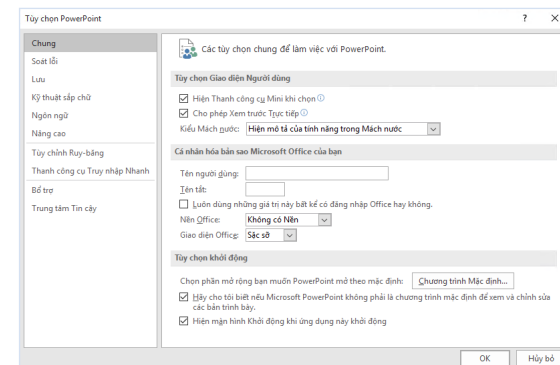 Tùy chọn PowerPoint
? ×
Chung
Soát lỗi
Lưu
Kỹ thuật sắp chữ
Ngôn ngữ
Nâng cao
Tùy chỉnh Ruy-băng
Thanh công cụ Truy nhập Nhanh
Bổ trợ
Trung tâm Tin cậy
Các tùy chọn chung để làm việc với PowerPoint.
Tùy chọn Giao diện Người dùng
Hiện Thanh công cụ Mini khi chọn
Cho phép Xem trước Trực tiếp
Kiểu Mách nước: Hiện mô tả của tính năng trong Mách nước
Cá nhân hóa bản sao Microsoft Office của bạn
Tên người dùng:
Tên tắt:
Luôn dùng những giá trị này bất kể có đăng nhập Office hay không.
Nền Office: Không có Nền
Giao diện Office: Sặc sỡ
Tùy chọn khởi động
Chọn phần mở rộng bạn muốn PowerPoint mở theo mặc định: Chương trình Mặc định...
Hãy cho tôi biết nếu Microsoft PowerPoint không phải là chương trình mặc định để xem và chỉnh sửa
các bản trình bày.
Hiện màn hình Khởi động khi ứng dụng này khởi động
OK
Hủy bỏ